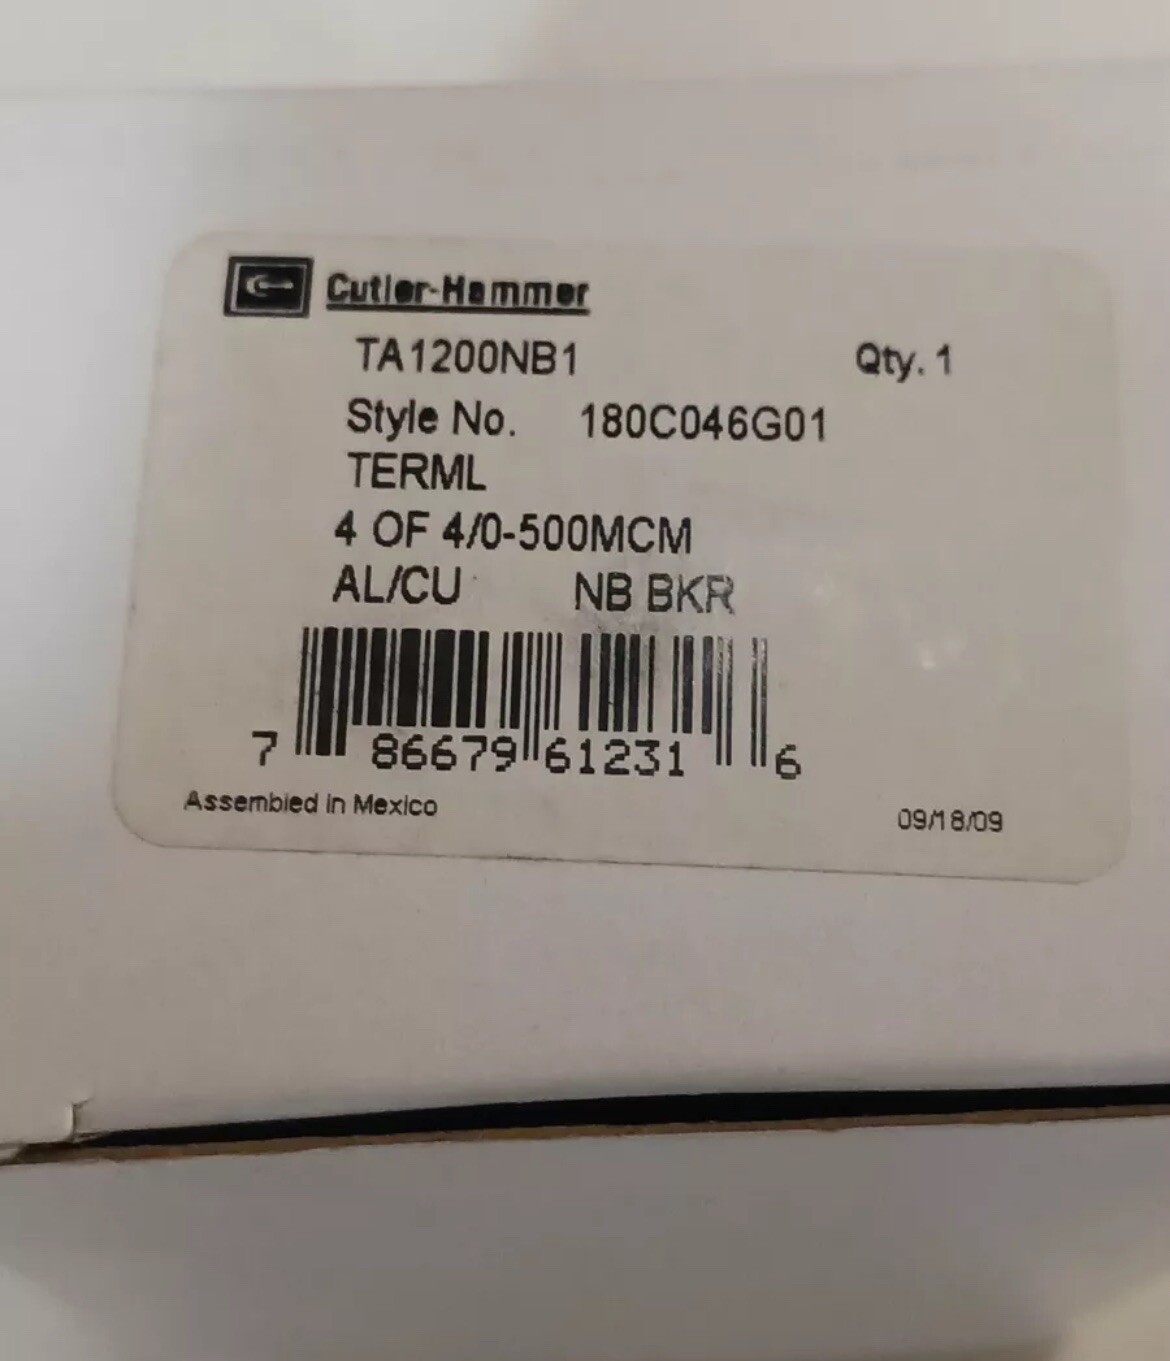 Cutler-Hammer
TA1200NB1 Qty. 1
Style No. 180C046G01
TERML
4 OF 4/0-500MCM
AL/CU NB BKR
7 86679 61231 6
Assembled in Mexico 09/18/09